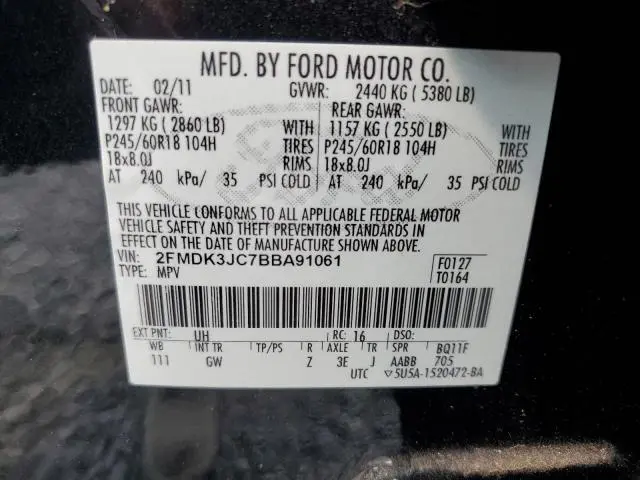 MFD. BY FORD MOTOR CO.
DATE: 02/11 GVWR: 2440 KG ( 5380 LB)
FRONT GAWR: REAR GAWR:
1297 KG ( 2860 LB) WITH 1157 KG ( 2550 LB) WITH
P245/60R18 104H TIRES P245/60R18 104H TIRES
18x8.0J RIMS 18x8.0J RIMS
AT 240 kPa/ 35 PSI COLD AT 240 kPa/ 35 PSI COLD
THIS VEHICLE CONFORMS TO ALL APPLICABLE FEDERAL MOTOR
VEHICLE SAFETY AND THEFT PREVENTION STANDARDS IN
EFFECT ON THE DATE OF MANUFACTURE SHOWN ABOVE.
VIN: 2FMDK3JC7BBA91061 F0127
TYPE: MPV T0164
EXT PNT: UH RC: 16 DSO:
WB INT TR TP/PS R AXLE TR SPR BQ11F
111 GW Z 3E J AABB 705
UTC ▽5U5A-1520472-BA